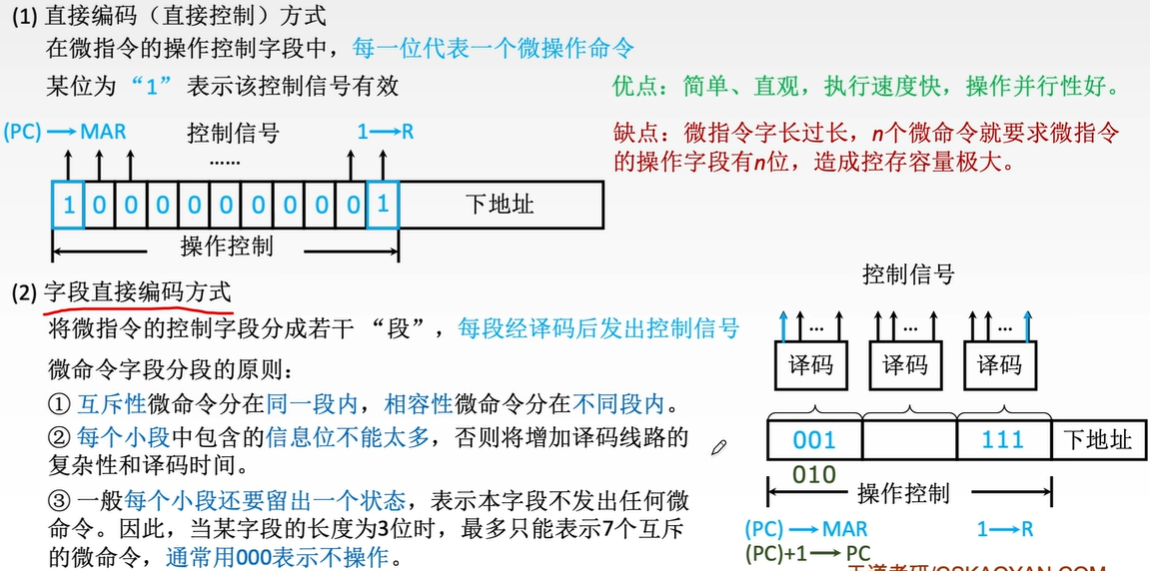 (1) 直接编码（直接控制）方式
在微指令的操作控制字段中，每一位代表一个微操作命令
某位为“1”表示该控制信号有效
优点：简单、直观，执行速度快，操作并行性好。
缺点：微指令字长过长，n个微命令就要求微指令
的操作字段有n位，造成控存容量极大。
(PC)→MAR 控制信号 1→R
……
1 0 0 0 0 0 0 0 0 0 1 下地址
操作控制
(2) 字段直接编码方式
将微指令的控制字段分成若干“段”，每段经译码后发出控制信号
微命令字段分段的原则：
① 互斥性微命令分在同一段内，相容性微命令分在不同段内。
② 每个小段中包含的信息位不能太多，否则将增加译码线路的
复杂性和译码时间。
③ 一般每个小段还要留出一个状态，表示本字段不发出任何微
命令。因此，当某字段的长度为3位时，最多只能表示7个互斥
的微命令，通常用000表示不操作。
控制信号
... ... ...
译码 译码 译码
001 111 下地址
010
操作控制
(PC)→MAR 1→R
(PC)+1→PC
王道考研/CSKAOYAN.COM